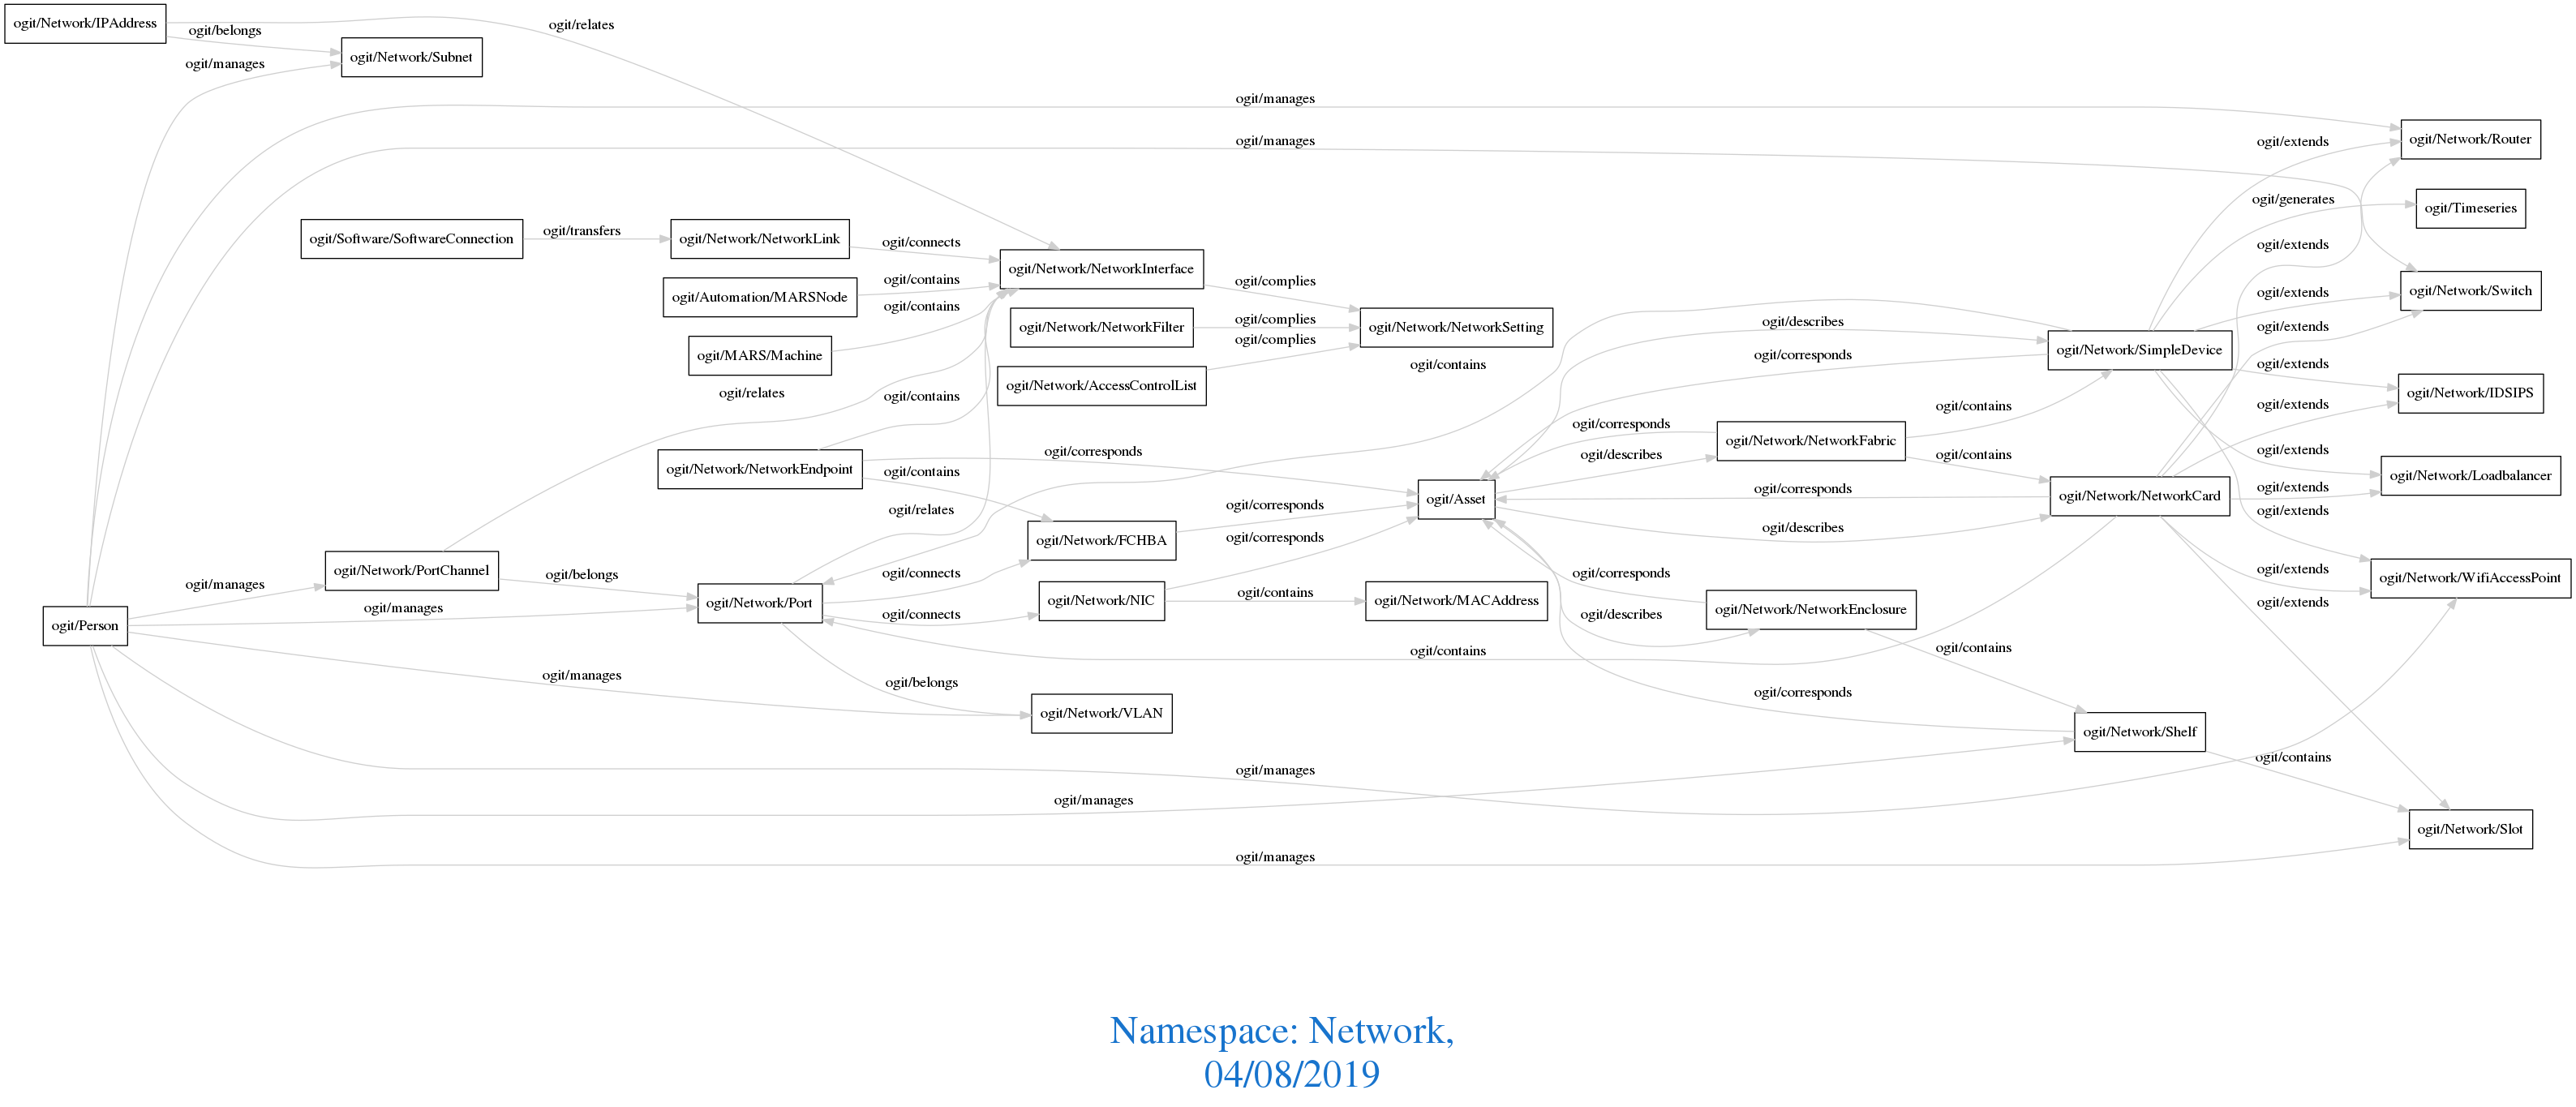 ogit/Network/IPAddress
ogit/relates
ogit/belongs
ogit/Network/Subnet
ogit/manages
ogit/manages
ogit/manages
ogit/Network/Router
ogit/extends
ogit/Timeseries
ogit/generates
ogit/Software/SoftwareConnection
ogit/transfers
ogit/Network/NetworkLink
ogit/connects
ogit/extends
ogit/Network/NetworkInterface
ogit/contains
ogit/complies
ogit/Automation/MARSNode
ogit/extends
ogit/Network/Switch
ogit/contains
ogit/Network/NetworkFilter
ogit/complies
ogit/Network/NetworkSetting
ogit/describes
ogit/extends
ogit/complies
ogit/MARS/Machine
ogit/corresponds
ogit/Network/SimpleDevice
ogit/contains
ogit/extends
ogit/Network/AccessControlList
ogit/relates
ogit/contains
ogit/Network/IDSIPS
ogit/contains
ogit/extends
ogit/corresponds
ogit/Network/NetworkFabric
ogit/corresponds
ogit/extends
ogit/describes
ogit/contains
ogit/Network/NetworkEndpoint
ogit/contains
ogit/Network/Loadbalancer
ogit/corresponds
ogit/extends
ogit/Asset
ogit/Network/NetworkCard
ogit/corresponds
ogit/relates
ogit/extends
ogit/describes
ogit/Network/FCHBA
ogit/corresponds
ogit/Network/PortChannel
ogit/belongs
ogit/connects
ogit/corresponds
ogit/extends
ogit/Network/WifiAccessPoint
ogit/manages
ogit/contains
ogit/Network/NIC
ogit/Network/MACAddress
ogit/Network/Port
ogit/extends
ogit/manages
ogit/connects
ogit/Network/NetworkEnclosure
ogit/describes
ogit/Person
ogit/contains
ogit/contains
ogit/manages
ogit/belongs
ogit/corresponds
ogit/Network/VLAN
ogit/Network/Shelf
ogit/contains
ogit/manages
ogit/manages
ogit/Network/Slot
ogit/manages
Namespace: Network,
04/08/2019